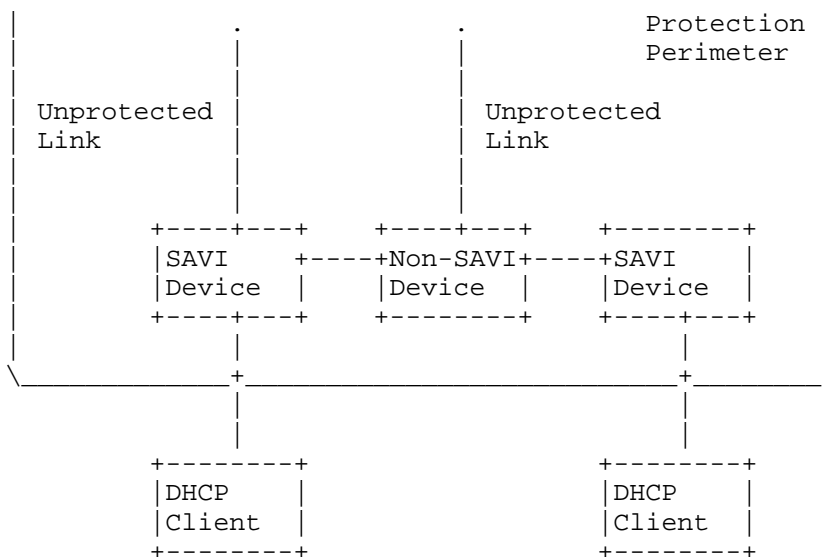 Protection
Perimeter
Unprotected Unprotected
Link Link
SAVI Non-SAVI SAVI
Device Device Device
DHCP DHCP
Client Client